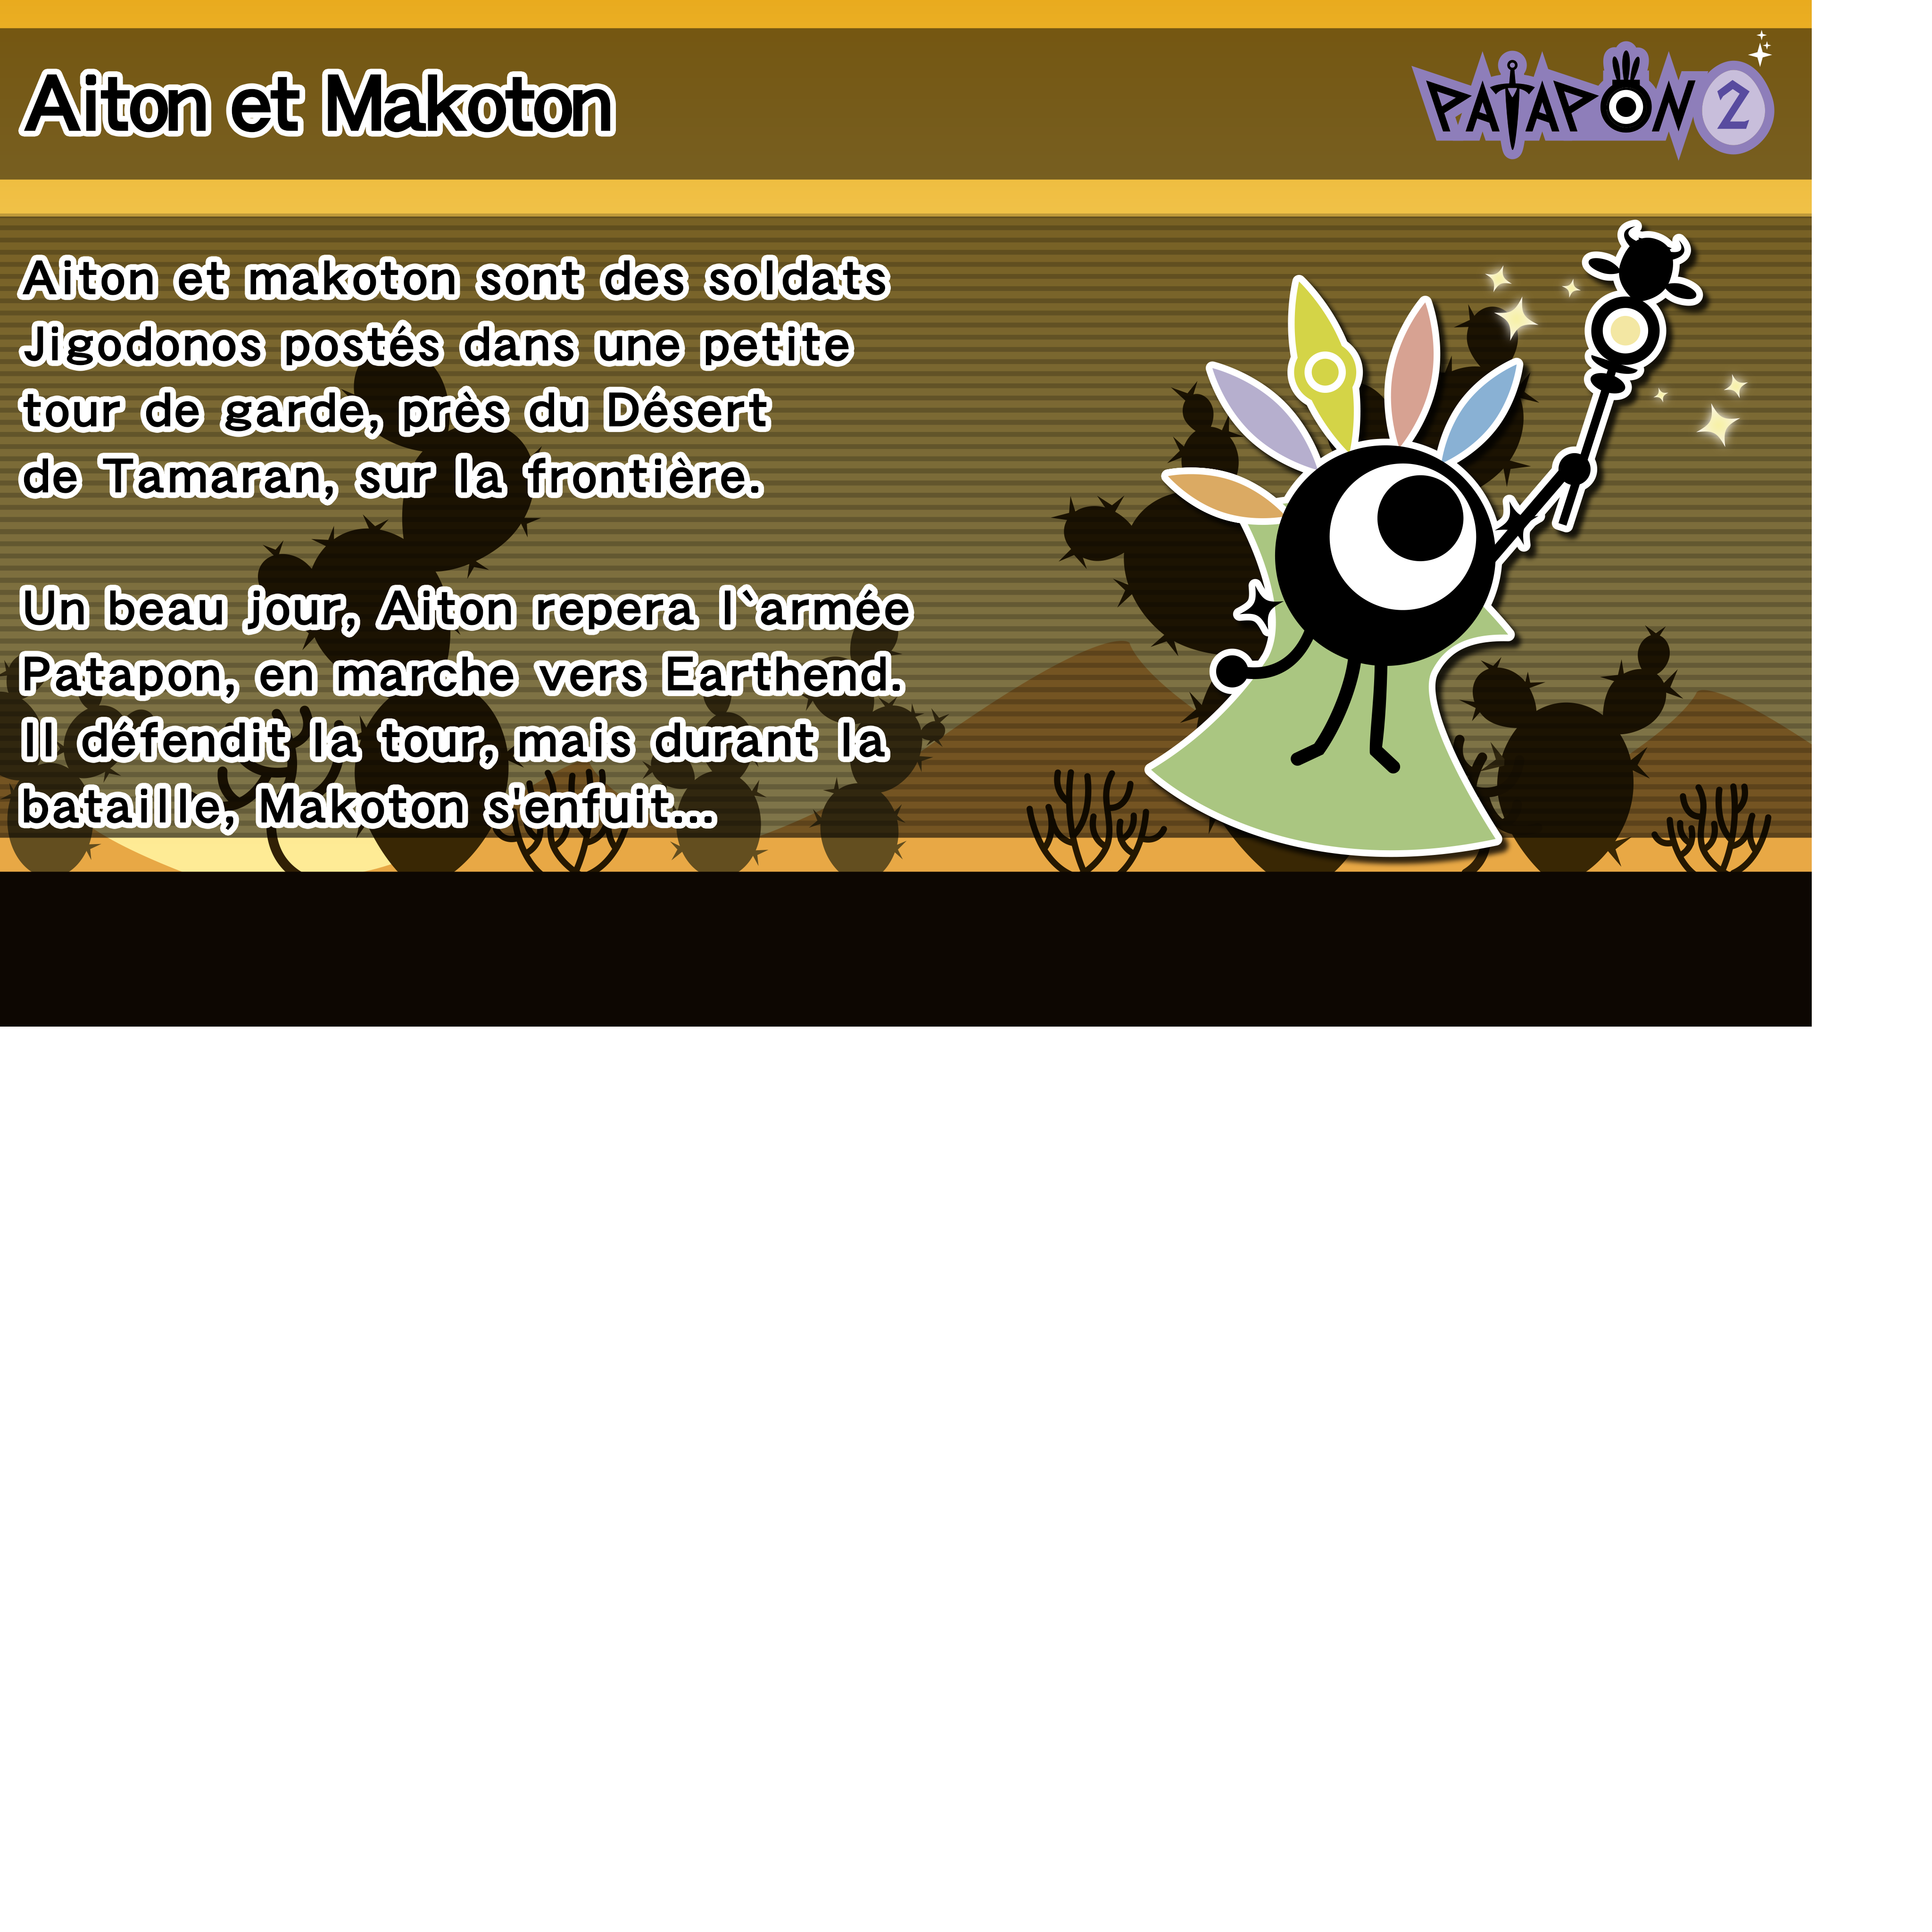 Aiton et Makoton
PATAPON 2
Aiton et makoton sont des soldats
Jigodonos postés dans une petite
tour de garde, près du Désert
de Tamaran, sur la frontière.
Un beau jour, Aiton repera l`armée
Patapon, en marche vers Earthend.
Il défendit la tour, mais durant la
bataille, Makoton s'enfuit...